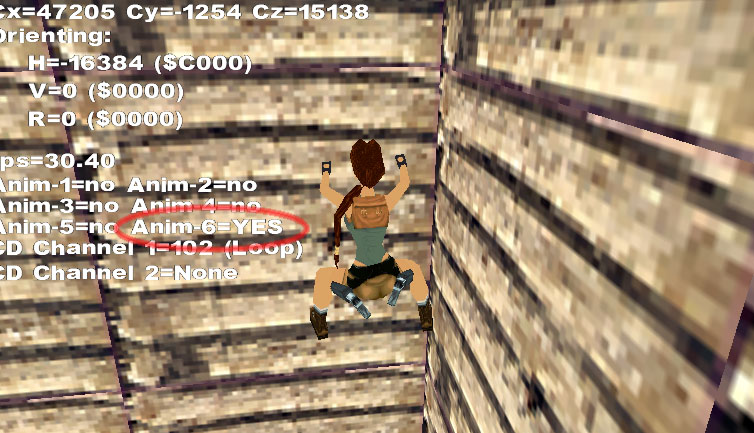 Cx=47205 Cy=-1254 Cz=15138
Orienting:
H=-16384 ($C000)
V=0 ($0000)
R=0 ($0000)
ps=30.40
Anim-1=no Anim-2=no
Anim-3=no Anim-4=no
Anim-5=no Anim-6=YES
CD Channel 1=102 (Loop)
CD Channel 2=None